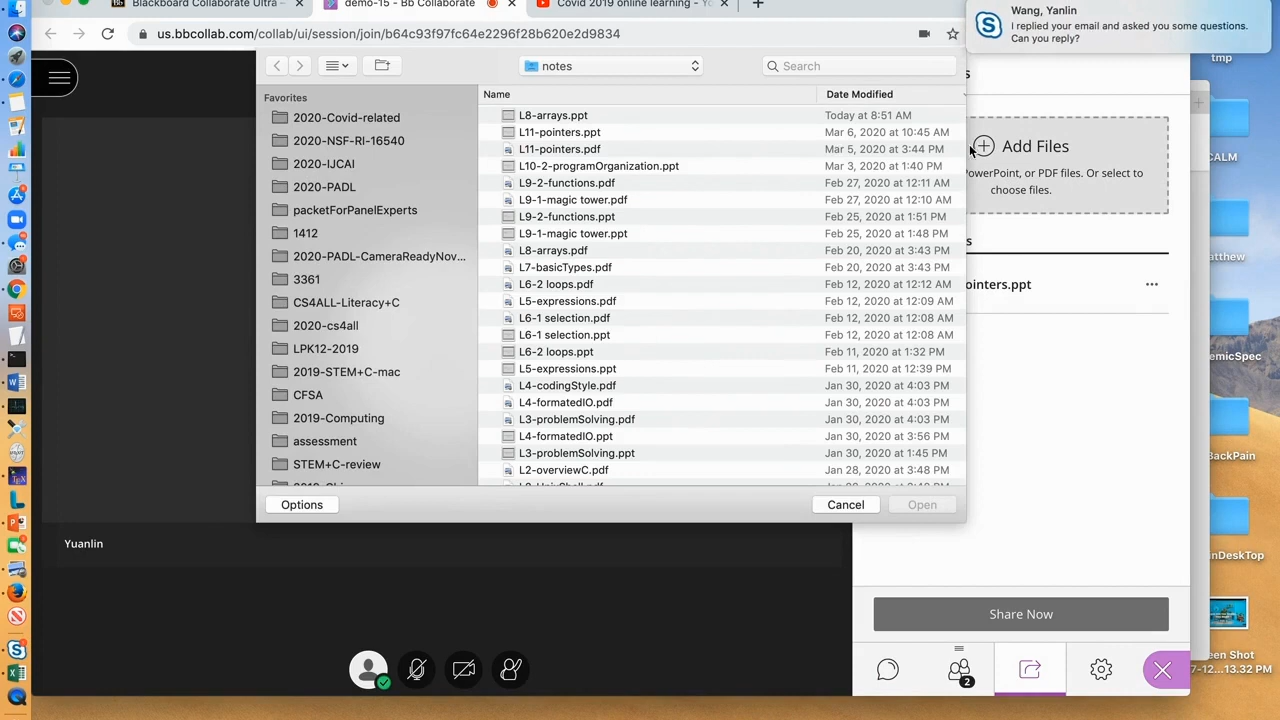 Blackboard Collaborate Ultra –
demo-15 - Bb Collaborate
Covid 2019 online learning - Y
Wang, Yanlin
I replied your email and asked you some questions.
Can you reply?
us.bbcollab.com/collab/ui/session/join/b64c93f97fc64e2296f28b620e2d9834
tmp
notes
Search
s
Favorites
2020-Covid-related
2020-NSF-RI-16540
2020-IJCAI
2020-PADL
packetForPanelExperts
1412
2020-PADL-CameraReadyNov...
3361
CS4ALL-Literacy+C
2020-cs4all
LPK12-2019
2019-STEM+C-mac
CFSA
2019-Computing
assessment
STEM+C-review
Name Date Modified
L8-arrays.ppt Today at 8:51 AM
L11-pointers.ppt Mar 6, 2020 at 10:45 AM
L11-pointers.pdf Mar 5, 2020 at 3:44 PM
L10-2-programOrganization.ppt Mar 3, 2020 at 1:40 PM
L9-2-functions.pdf Feb 27, 2020 at 12:11 AM
L9-1-magic tower.pdf Feb 27, 2020 at 12:10 AM
L9-2-functions.ppt Feb 25, 2020 at 1:51 PM
L9-1-magic tower.ppt Feb 25, 2020 at 1:48 PM
L8-arrays.pdf Feb 20, 2020 at 3:43 PM
L7-basicTypes.pdf Feb 20, 2020 at 3:43 PM
L6-2 loops.pdf Feb 12, 2020 at 12:12 AM
L5-expressions.pdf Feb 12, 2020 at 12:09 AM
L6-1 selection.pdf Feb 12, 2020 at 12:08 AM
L6-1 selection.ppt Feb 12, 2020 at 12:08 AM
L6-2 loops.ppt Feb 11, 2020 at 1:32 PM
L5-expressions.ppt Feb 11, 2020 at 12:39 PM
L4-codingStyle.pdf Jan 30, 2020 at 4:03 PM
L4-formatedIO.pdf Jan 30, 2020 at 4:03 PM
L3-problemSolving.pdf Jan 30, 2020 at 4:03 PM
L4-formatedIO.ppt Jan 30, 2020 at 3:56 PM
L3-problemSolving.ppt Jan 30, 2020 at 1:45 PM
L2-overviewC.pdf Jan 28, 2020 at 3:48 PM
Options
Cancel
Open
Add Files
PowerPoint, or PDF files. Or select to
choose files.
s
ointers.ppt
Share Now
2
Yuanlin
CALM
atthew
emicSpec
BackPain
inDeskTop
een Shot
7-12...13.32 PM